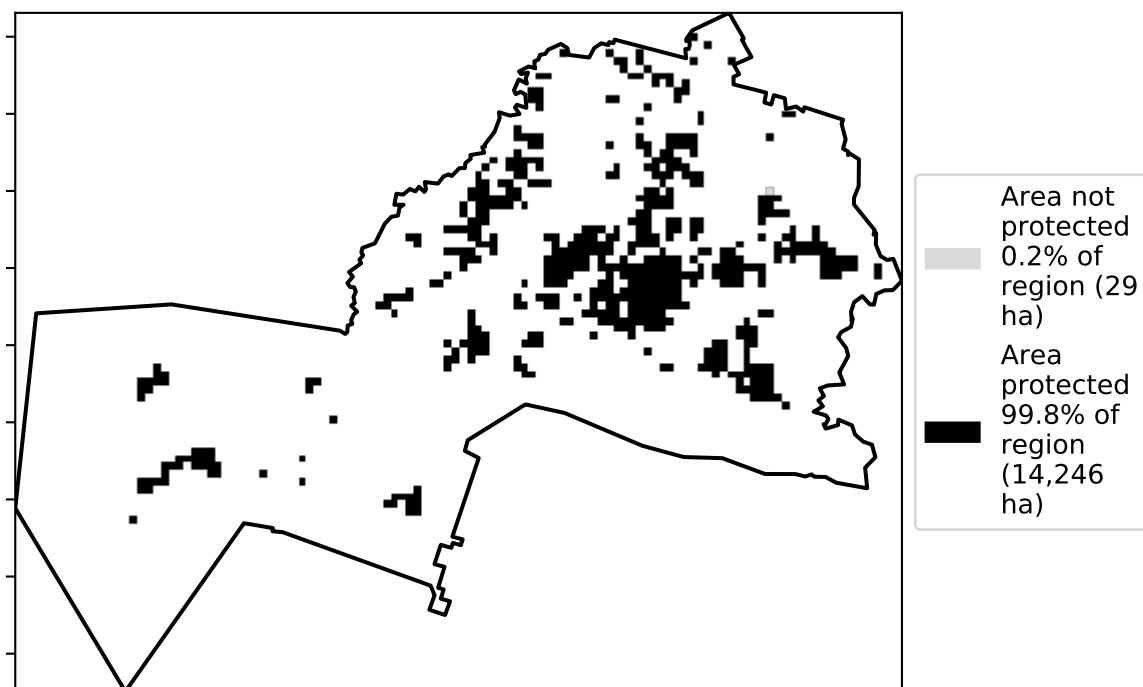 Area not
protected
0.2% of
region (29
ha)
Area
protected
99.8% of
region
(14,246
ha)